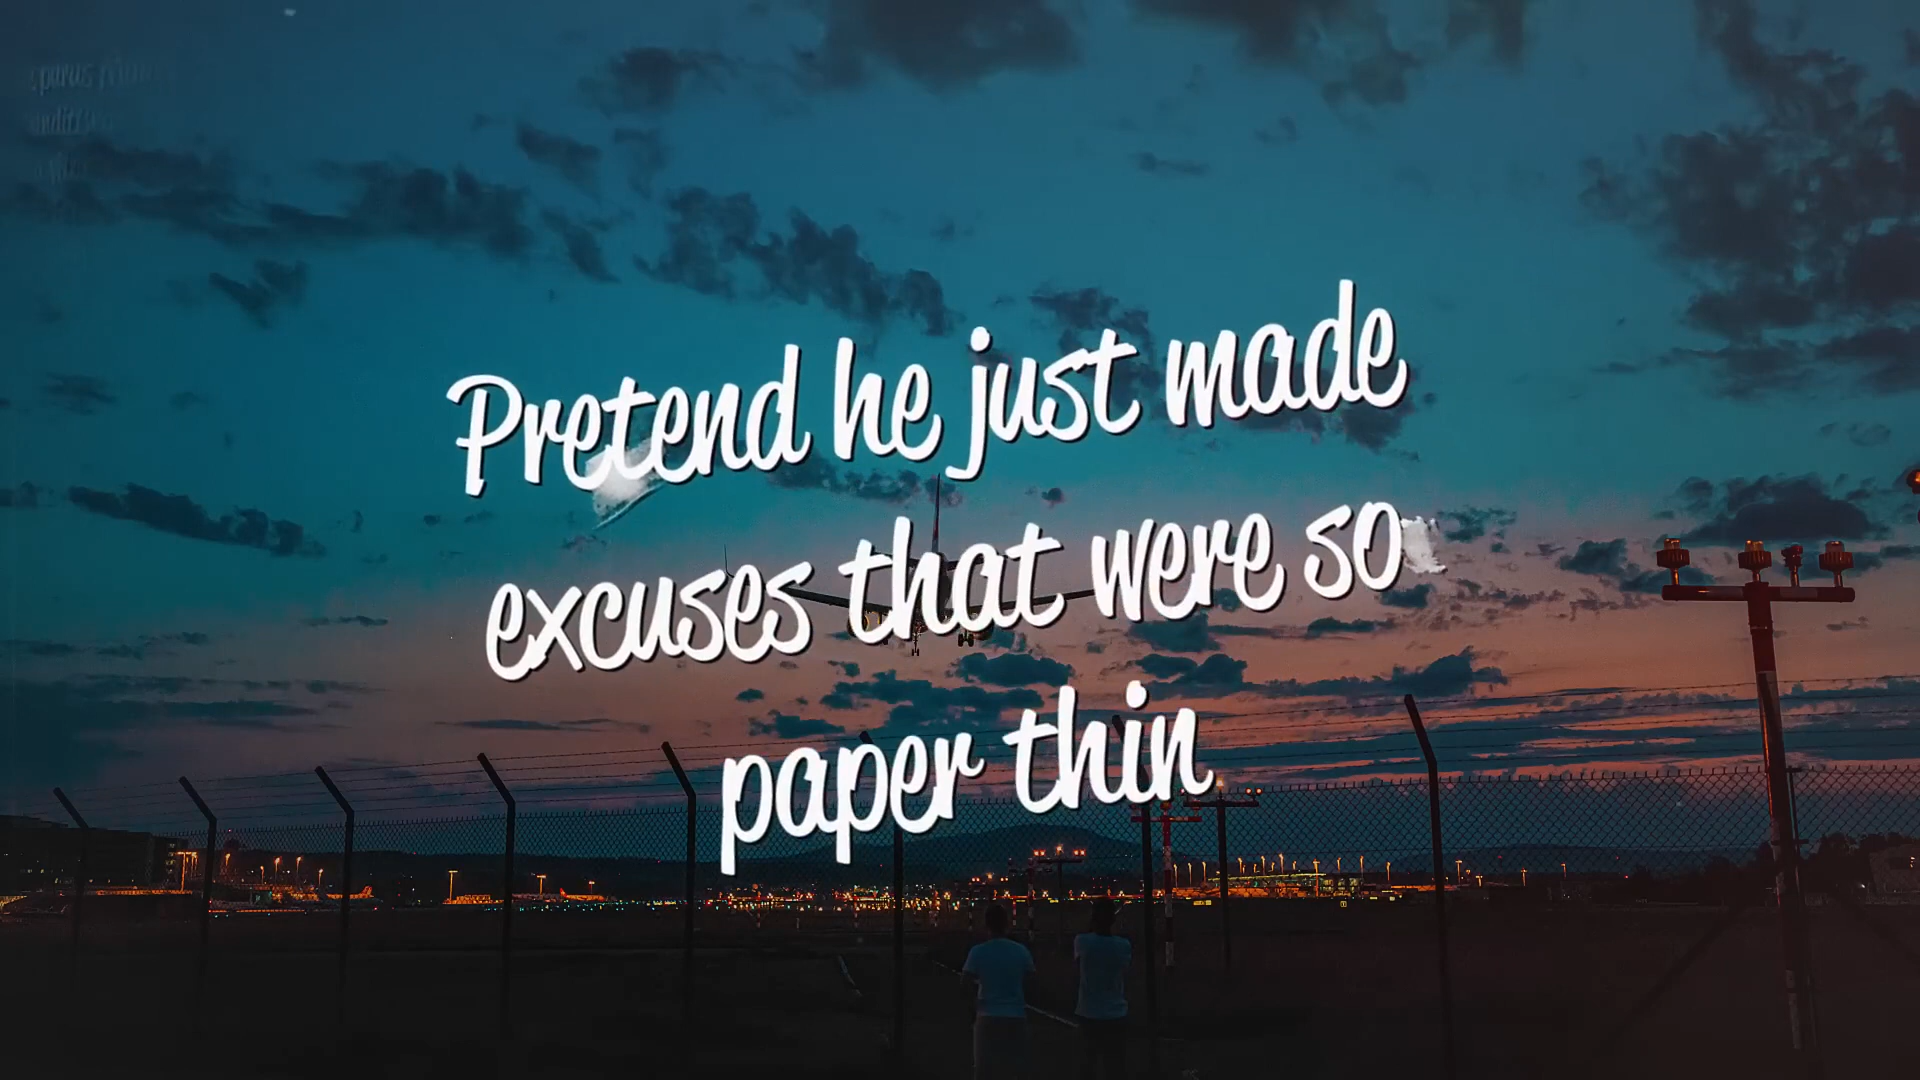 Pretend he just made
excuses that were so
paper thin